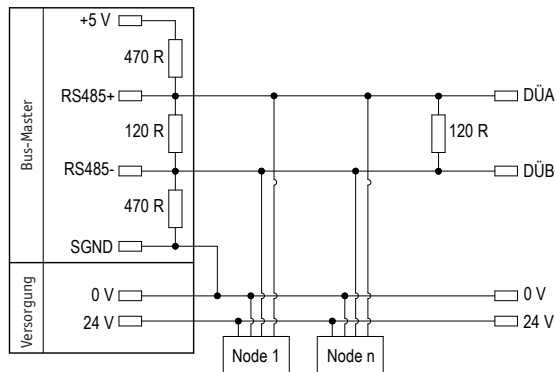 Bus-Master
+5 V
470 R
RS485+
DÜA
120 R
120 R
RS485-
DÜB
470 R
SGND
Versorgung
0 V
0 V
24 V
24 V
Node 1
Node n